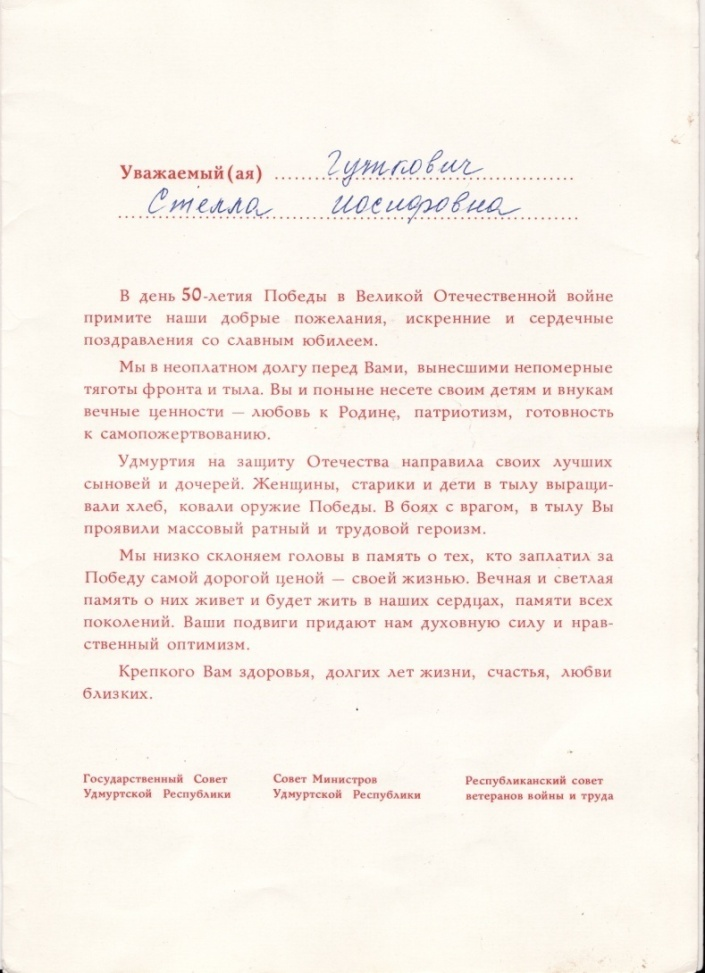 Уважаемый(ая) Гуткович
Стелла Иосифовна
В день 50-летия Победы в Великой Отечественной войне
примите наши добрые пожелания, искренние и сердечные
поздравления со славным юбилеем.
Мы в неоплатном долгу перед Вами, вынесшими непомерные
тяготы фронта и тыла. Вы и поныне несете своим детям и внукам
вечные ценности — любовь к Родине, патриотизм, готовность
к самопожертвованию.
Удмуртия на защиту Отечества направила своих лучших
сыновей и дочерей. Женщины, старики и дети в тылу выращи-
вали хлеб, ковали оружие Победы. В боях с врагом, в тылу Вы
проявили массовый ратный и трудовой героизм.
Мы низко склоняем головы в память о тех, кто заплатил за
Победу самой дорогой ценой — своей жизнью. Вечная и светлая
память о них живет и будет жить в наших сердцах, памяти всех
поколений. Ваши подвиги придают нам духовную силу и нрав-
ственный оптимизм.
Крепкого Вам здоровья, долгих лет жизни, счастья, любви
близких.
Государственный Совет
Удмуртской Республики
Совет Министров
Удмуртской Республики
Республиканский совет
ветеранов войны и труда